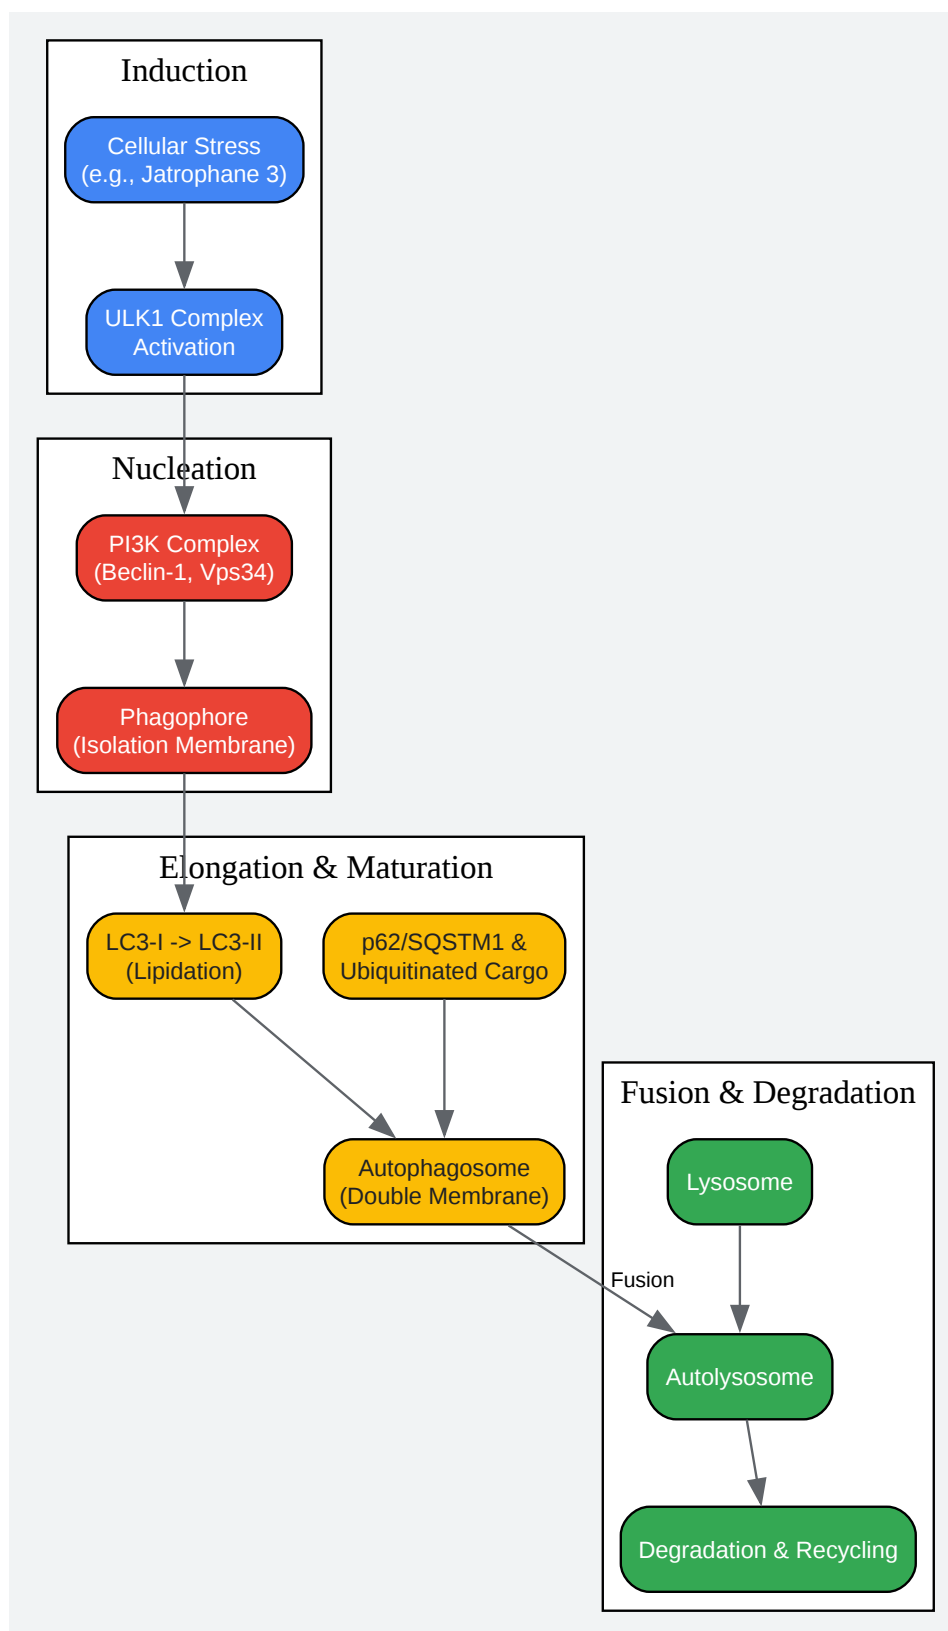 Induction
Cellular Stress
(e.g., Jatrophane 3)
ULK1 Complex
Activation
Nucleation
PI3K Complex
(Beclin-1, Vps34)
Phagophore
(Isolation Membrane)
Elongation & Maturation
LC3-I -> LC3-II
(Lipidation)
p62/SQSTM1 &
Ubiquitinated Cargo
Autophagosome
(Double Membrane)
Fusion & Degradation
Lysosome
Fusion
Autolysosome
Degradation & Recycling